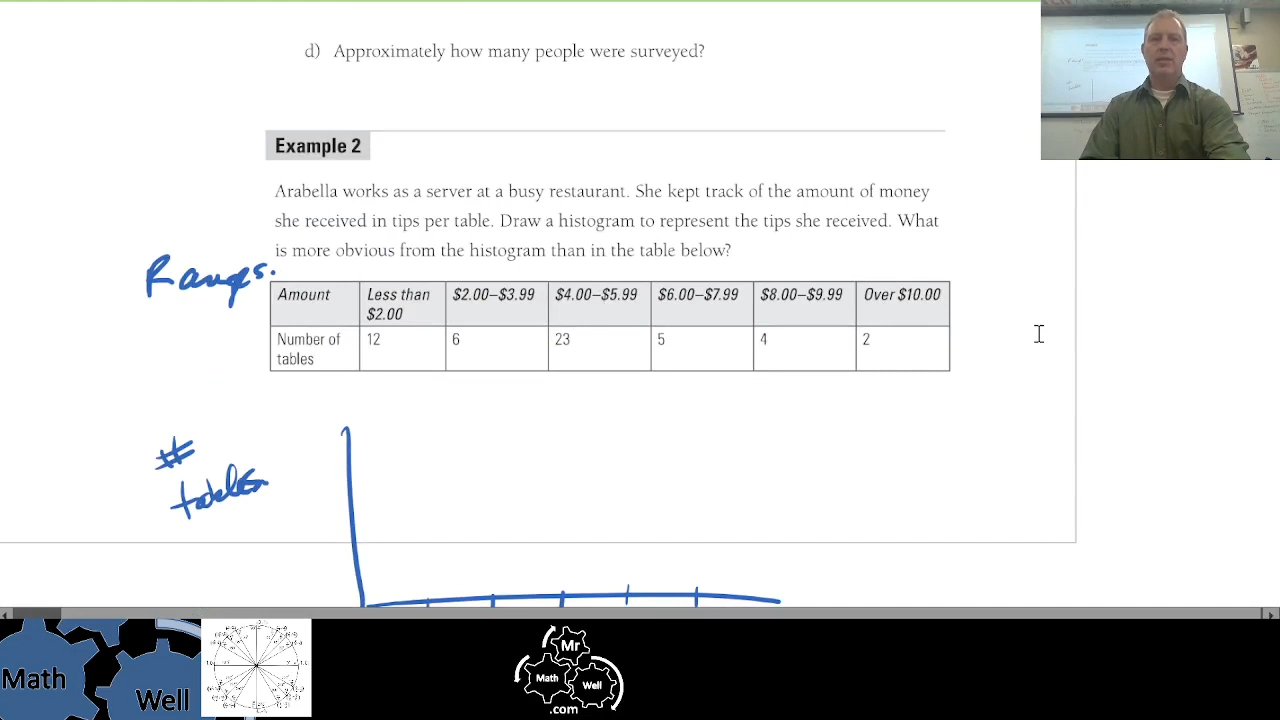 d) Approximately how many people were surveyed?
Example 2
Arabella works as a server at a busy restaurant. She kept track of the amount of money
she received in tips per table. Draw a histogram to represent the tips she received. What
is more obvious from the histogram than in the table below?
Ranges.
Amount Less than $2.00 $2.00–$3.99 $4.00–$5.99 $6.00–$7.99 $8.00–$9.99 Over $10.00
Number of tables 12 6 23 5 4 2
#
tables
Math
Well
Mr
Math
Well
.com